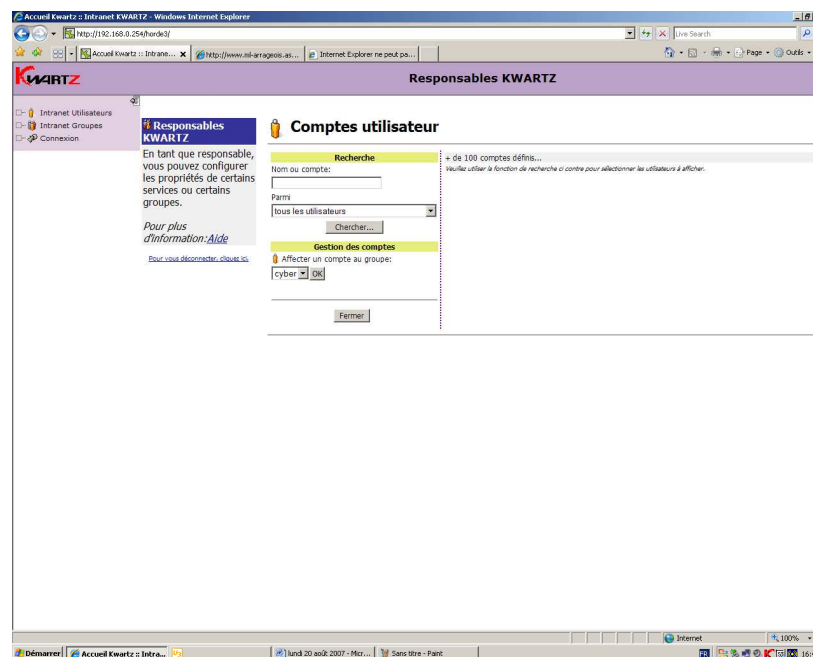 Accueil Kwartz :: Intranet KWARTZ - Windows Internet Explorer
http://192.168.0.254/horde3/
Live Search
Accueil Kwartz :: Intrane...
http://www.ml-arrageois.as...
Internet Explorer ne peut pa...
Page
Outils
KWARTZ
Responsables KWARTZ
Intranet Utilisateurs
Intranet Groupes
Connexion
Responsables
KWARTZ
En tant que responsable,
vous pouvez configurer
les propriétés de certains
services ou certains
groupes.
Pour plus
d'information:Aide
Pour vous déconnecter, cliquez ici.
Comptes utilisateur
Recherche
Nom ou compte:
Parmi
tous les utilisateurs
Chercher...
Gestion des comptes
Affecter un compte au groupe:
cyber OK
Fermer
+ de 100 comptes définis...
Veuillez utiliser la fonction de recherche ci contre pour sélectionner les utilisateurs à afficher.
Internet
100%
Démarrer
Accueil Kwartz :: Intra...
lundi 20 août 2007 - Micr...
Sans titre - Paint
FR